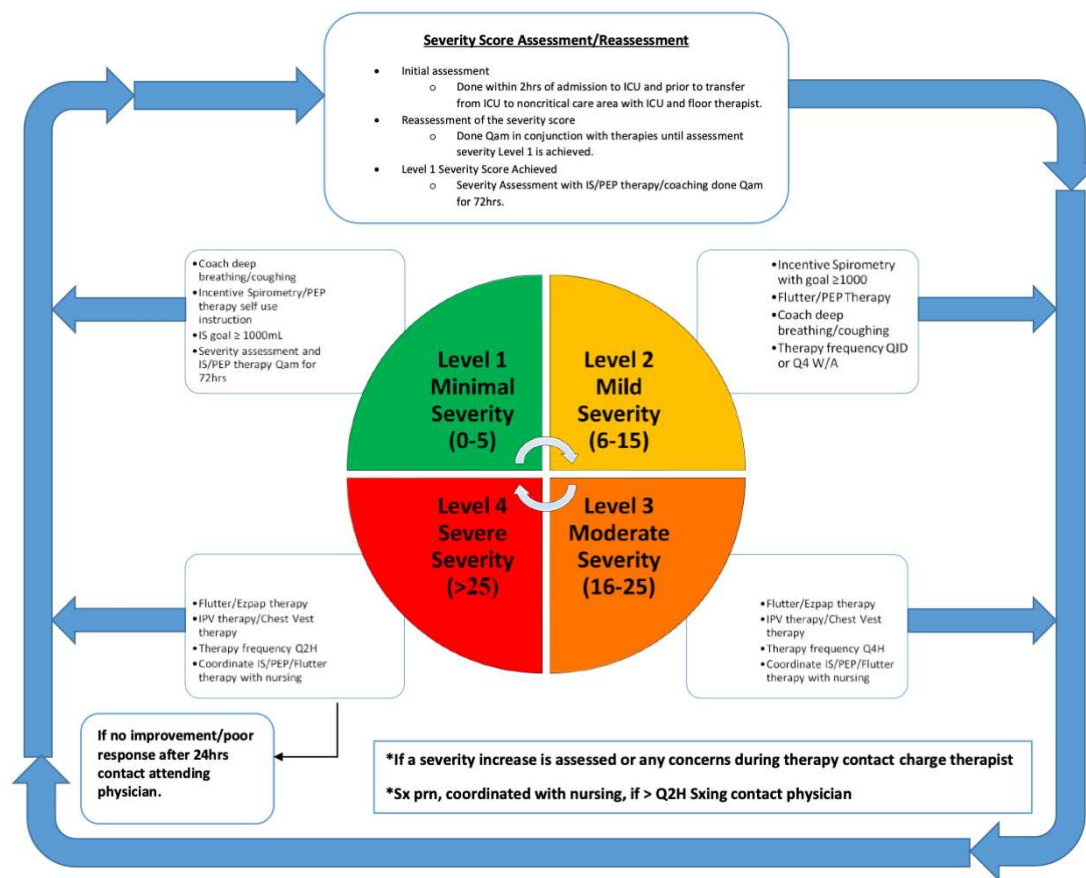 Severity Score Assessment/Reassessment
• Initial assessment
o Done within 2hrs of admission to ICU and prior to transfer
from ICU to noncritical care area with ICU and floor therapist.
• Reassessment of the severity score
o Done Qam in conjunction with therapies until assessment
severity Level 1 is achieved.
• Level 1 Severity Score Achieved
o Severity Assessment with IS/PEP therapy/coaching done Qam
for 72hrs.
•Coach deep
breathing/coughing
•Incentive Spirometry/PEP
therapy self use
instruction
•IS goal ≥ 1000mL
•Severity assessment and
IS/PEP therapy Qam for
72hrs
•Incentive Spirometry
with goal ≥1000
•Flutter/PEP Therapy
•Coach deep
breathing/coughing
•Therapy frequency QID
or Q4 W/A
Level 1
Minimal
Severity
(0-5)
Level 2
Mild
Severity
(6-15)
Level 4
Severe
Severity
(>25)
Level 3
Moderate
Severity
(16-25)
•Flutter/Ezpap therapy
•IPV therapy/Chest Vest
therapy
•Therapy frequency Q2H
•Coordinate IS/PEP/Flutter
therapy with nursing
•Flutter/Ezpap therapy
•IPV therapy/Chest Vest
therapy
•Therapy frequency Q4H
•Coordinate IS/PEP/Flutter
therapy with nursing
If no improvement/poor
response after 24hrs
contact attending
physician.
*If a severity increase is assessed or any concerns during therapy contact charge therapist
*Sx prn, coordinated with nursing, if > Q2H Sxing contact physician